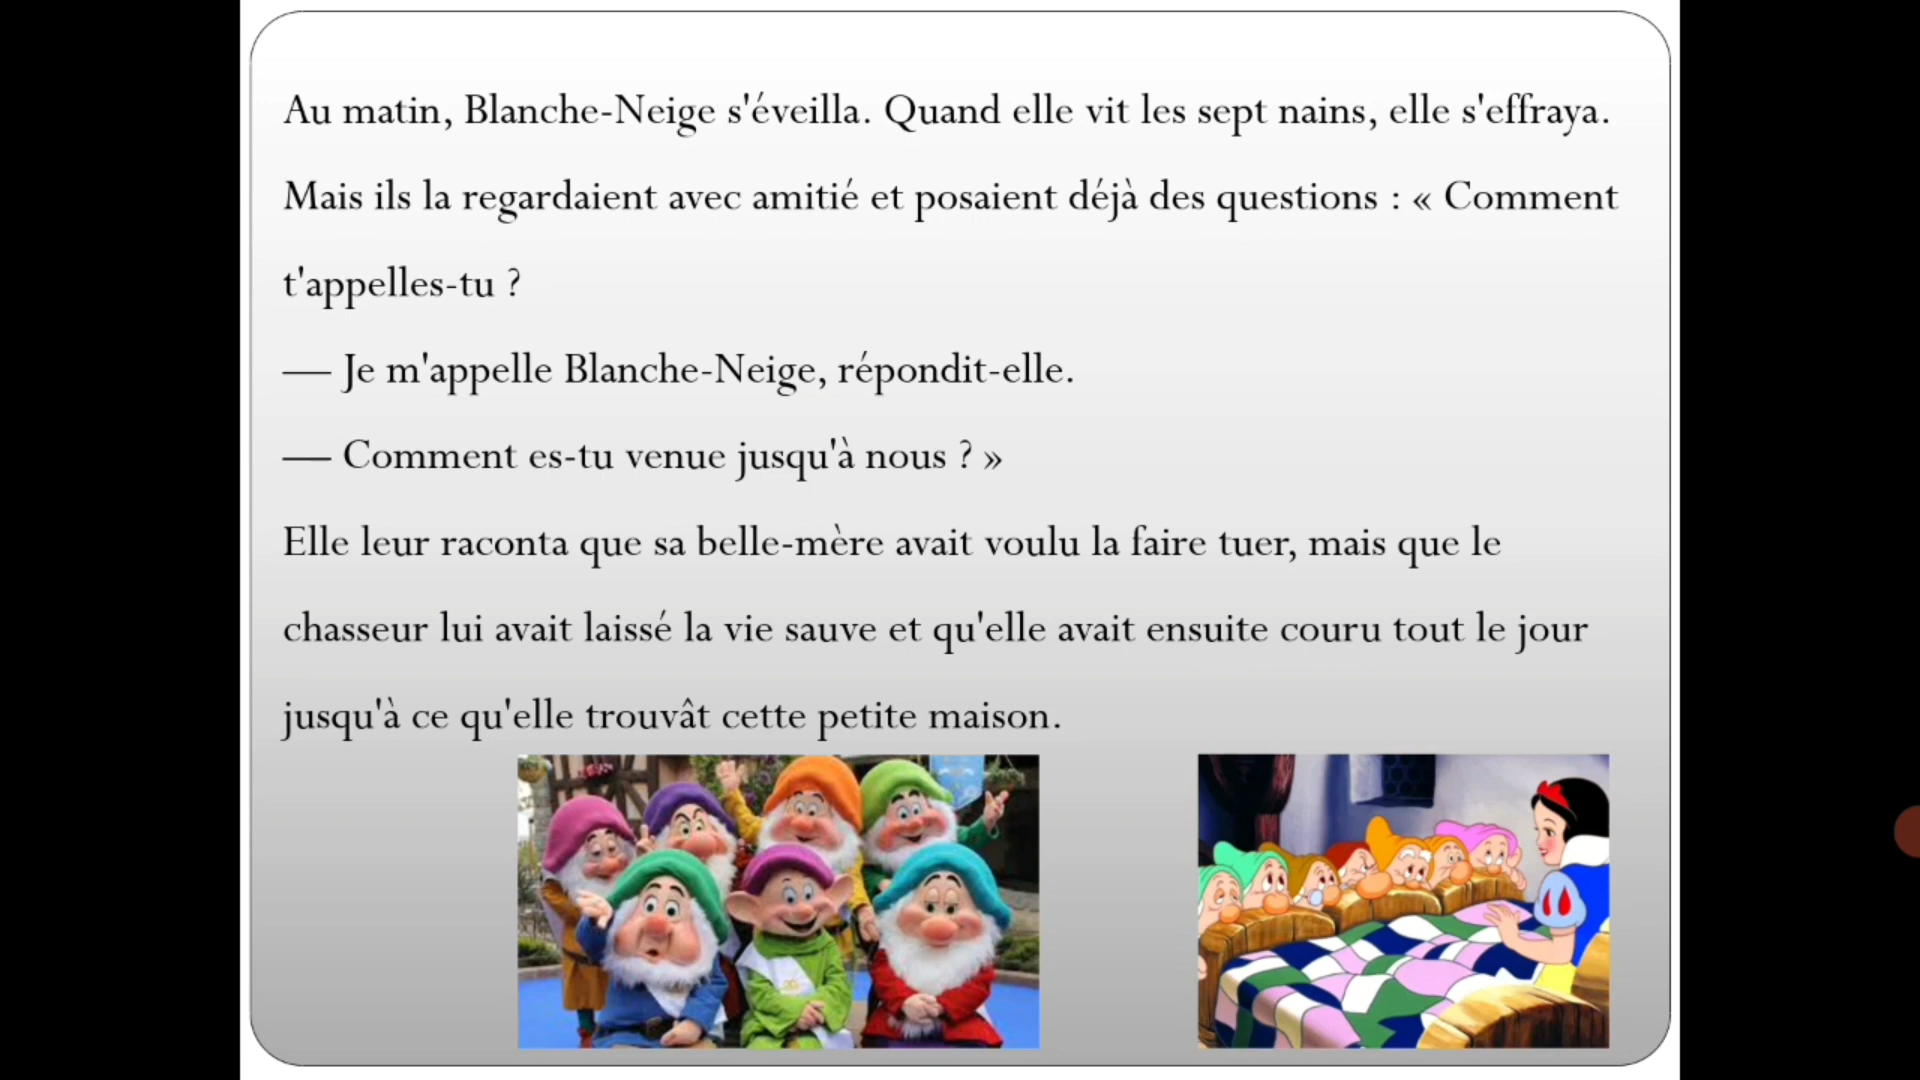 Au matin, Blanche-Neige s'éveilla. Quand elle vit les sept nains, elle s'effraya.
Mais ils la regardaient avec amitié et posaient déjà des questions : « Comment
t'appelles-tu ?
— Je m'appelle Blanche-Neige, répondit-elle.
— Comment es-tu venue jusqu'à nous ? »
Elle leur raconta que sa belle-mère avait voulu la faire tuer, mais que le
chasseur lui avait laissé la vie sauve et qu'elle avait ensuite couru tout le jour
jusqu'à ce qu'elle trouvât cette petite maison.